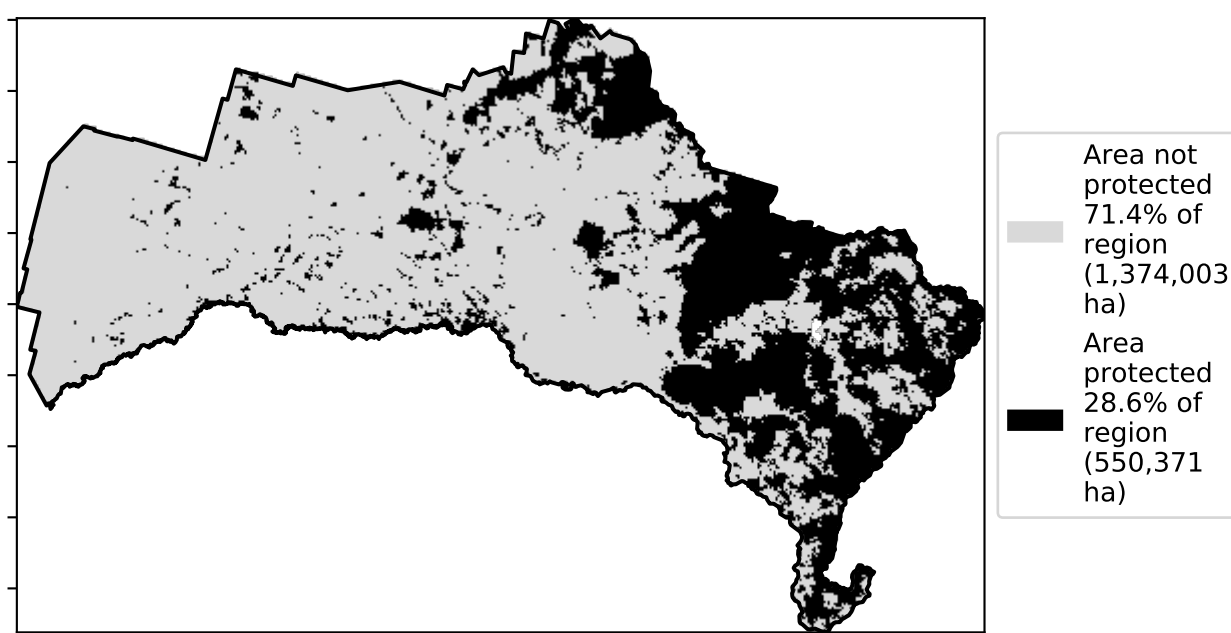 Area not
protected
71.4% of
region
(1,374,003
ha)
Area
protected
28.6% of
region
(550,371
ha)